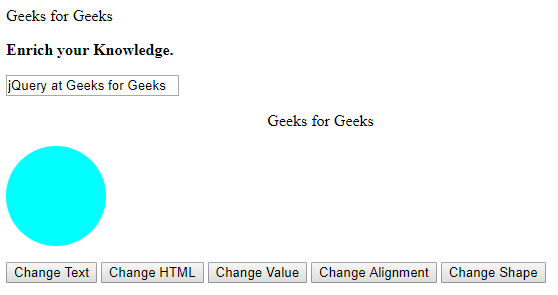 Geeks for Geeks
Enrich your Knowledge.
jQuery at Geeks for Geeks
Geeks for Geeks
Change Text Change HTML Change Value Change Alignment Change Shape